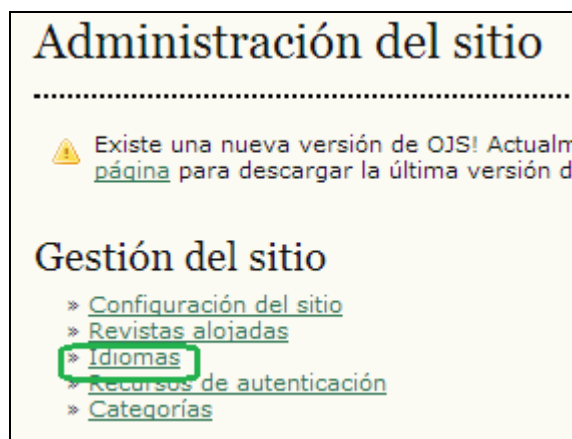 Administración del sitio
Existe una nueva versión de OJS! Actualm
página para descargar la última versión d
Gestión del sitio
» Configuración del sitio
» Revistas alojadas
» Idiomas
» Recursos de autenticación
» Categorías